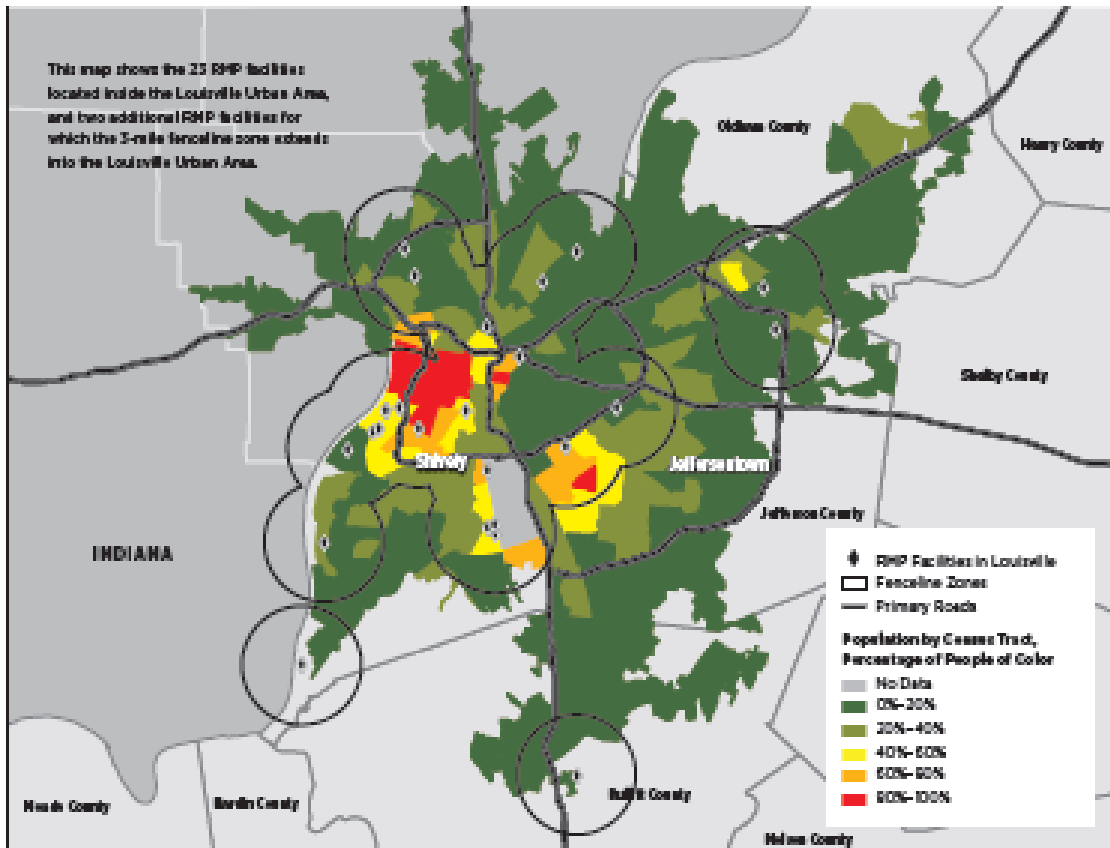 This map shows the 23 RMP facilities
located inside the Louisville Urban Area,
and two additional RMP facilities for
which the 3-mile fenceline zone extends
into the Louisville Urban Area.
Oldham County
Henry County
Shelby County
Shively
Jeffersontown
Jefferson County
INDIANA
RMP Facilities in Louisville
Fenceline Zones
Primary Roads
Population by Census Tract,
Percentage of People of Color
No Data
0%–20%
20%–40%
40%–60%
60%–80%
80%–100%
Meade County
Hardin County
Bullitt County
Nelson County